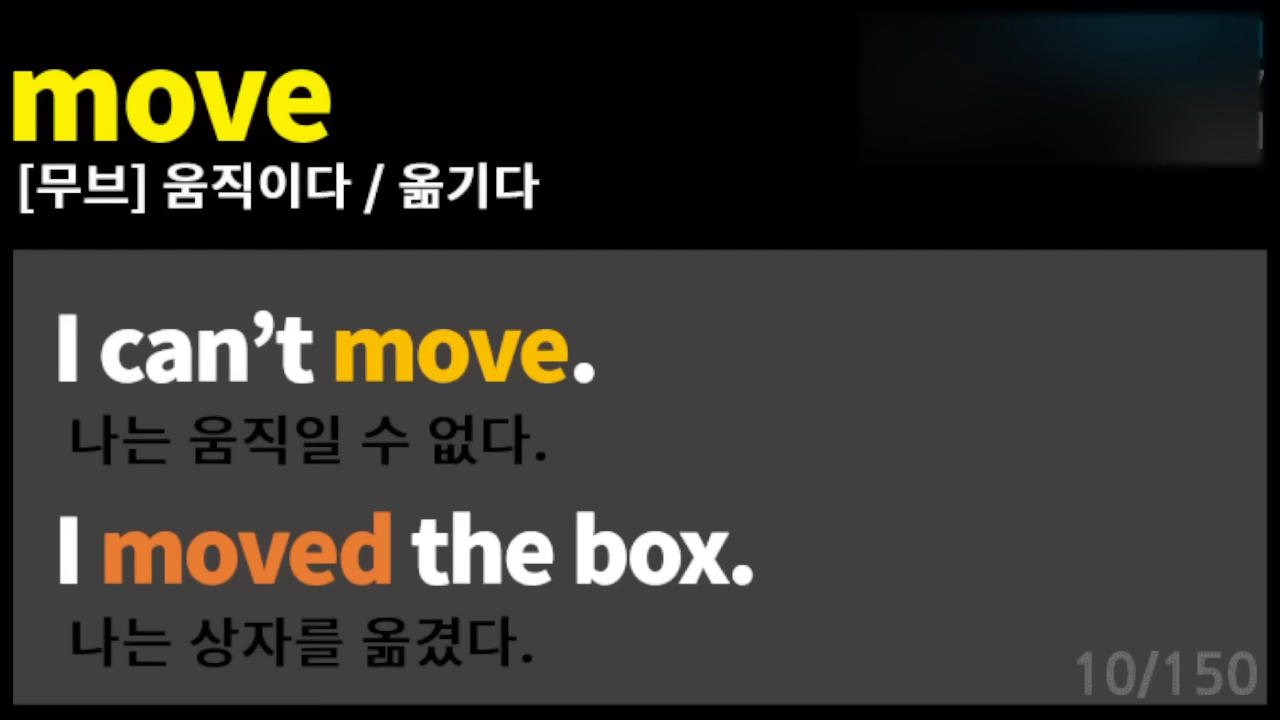 move
[무브] 움직이다 / 옮기다
I can’t move.
나는 움직일 수 없다.
I moved the box.
나는 상자를 옮겼다.
10/150